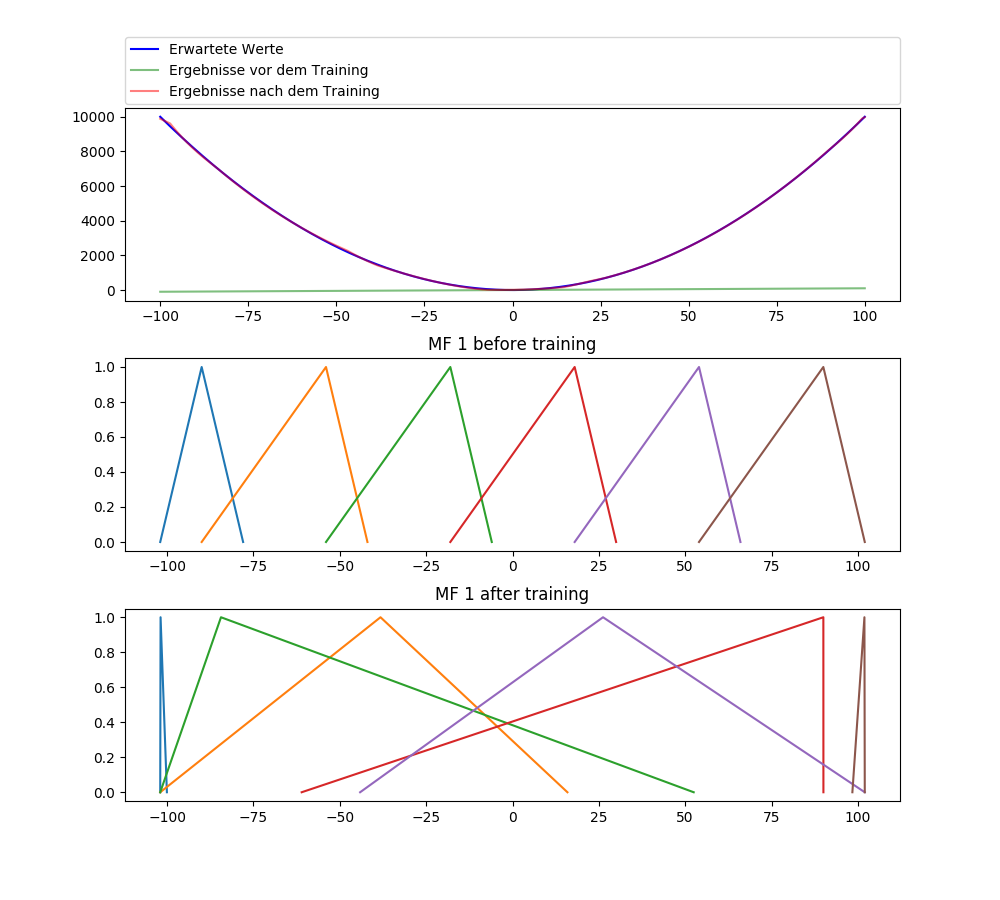 Erwartete Werte
Ergebnisse vor dem Training
Ergebnisse nach dem Training
10000
8000
6000
4000
2000
0
−100 −75 −50 −25 0 25 50 75 100
MF 1 before training
1.0
0.8
0.6
0.4
0.2
0.0
−100 −75 −50 −25 0 25 50 75 100
MF 1 after training
1.0
0.8
0.6
0.4
0.2
0.0
−100 −75 −50 −25 0 25 50 75 100